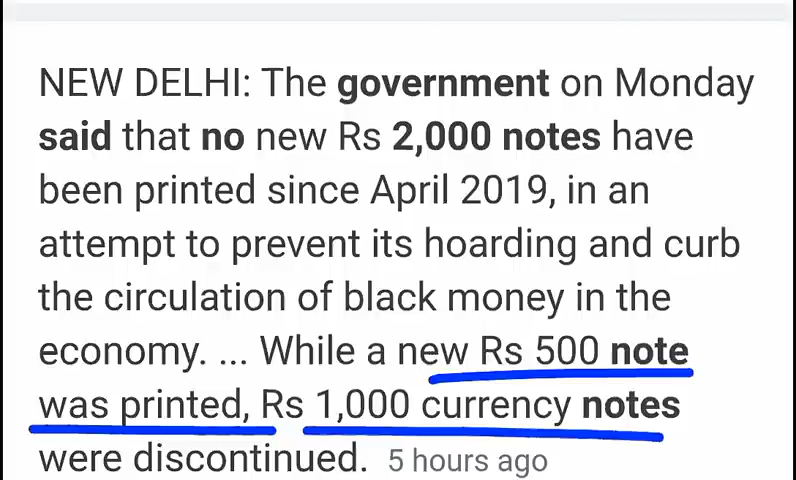 NEW DELHI: The government on Monday
said that no new Rs 2,000 notes have
been printed since April 2019, in an
attempt to prevent its hoarding and curb
the circulation of black money in the
economy. ... While a new Rs 500 note
was printed, Rs 1,000 currency notes
were discontinued. 5 hours ago